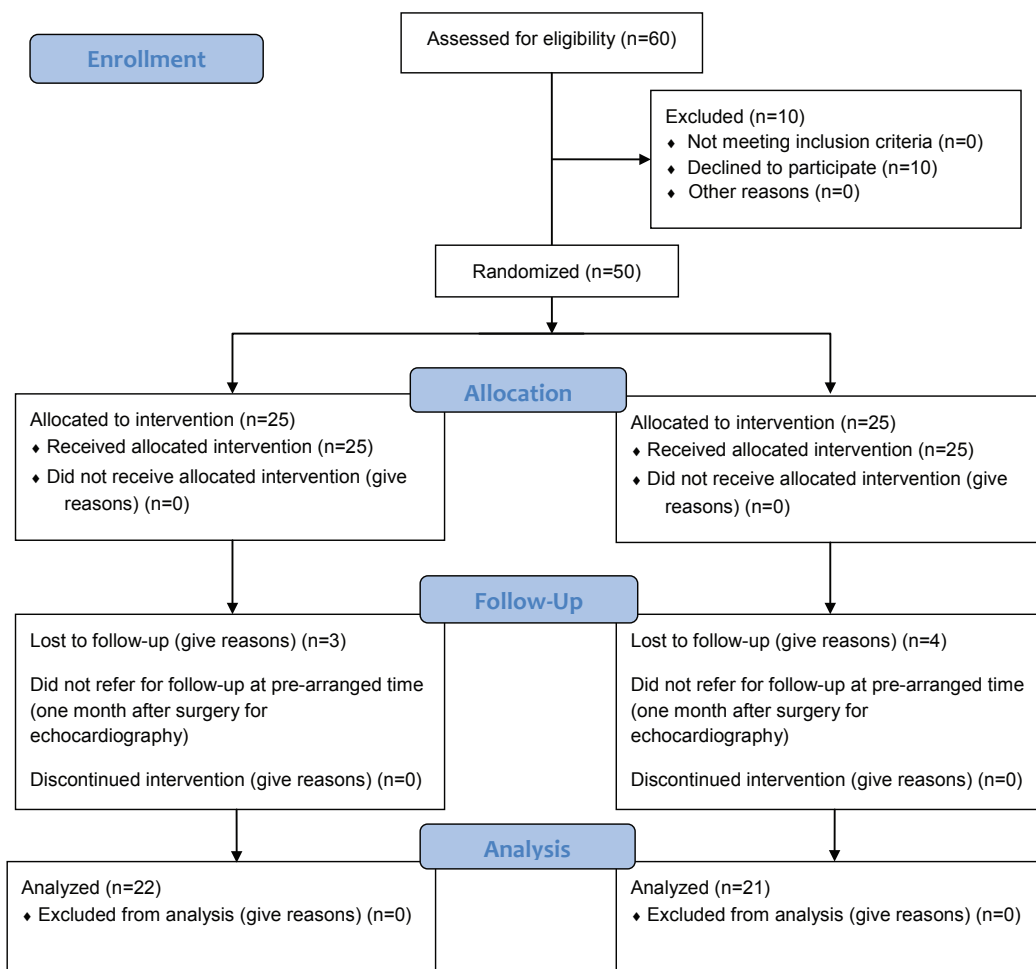 Assessed for eligibility (n=60)
Enrollment
Excluded (n=10)
♦ Not meeting inclusion criteria (n=0)
♦ Declined to participate (n=10)
♦ Other reasons (n=0)
Randomized (n=50)
Allocation
Allocated to intervention (n=25)
♦ Received allocated intervention (n=25)
♦ Did not receive allocated intervention (give
reasons) (n=0)
Allocated to intervention (n=25)
♦ Received allocated intervention (n=25)
♦ Did not receive allocated intervention (give
reasons) (n=0)
Follow-Up
Lost to follow-up (give reasons) (n=3)
Did not refer for follow-up at pre-arranged time
(one month after surgery for
echocardiography)
Discontinued intervention (give reasons) (n=0)
Lost to follow-up (give reasons) (n=4)
Did not refer for follow-up at pre-arranged time
(one month after surgery for
echocardiography)
Discontinued intervention (give reasons) (n=0)
Analysis
Analyzed (n=22)
♦ Excluded from analysis (give reasons) (n=0)
Analyzed (n=21)
♦ Excluded from analysis (give reasons) (n=0)